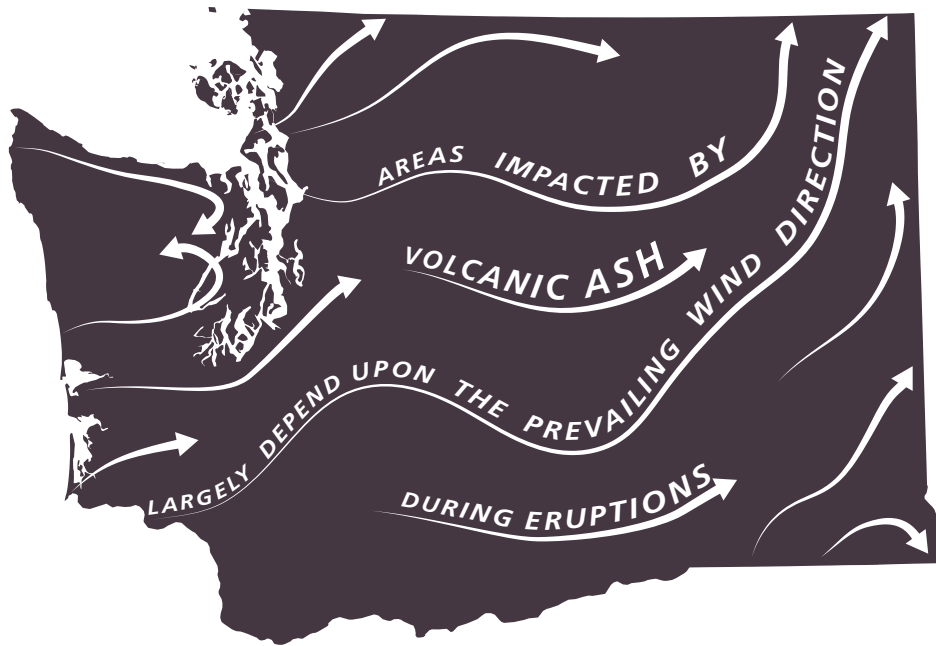 AREAS IMPACTED BY
VOLCANIC ASH
LARGELY DEPEND UPON THE PREVAILING WIND DIRECTION
DURING ERUPTIONS